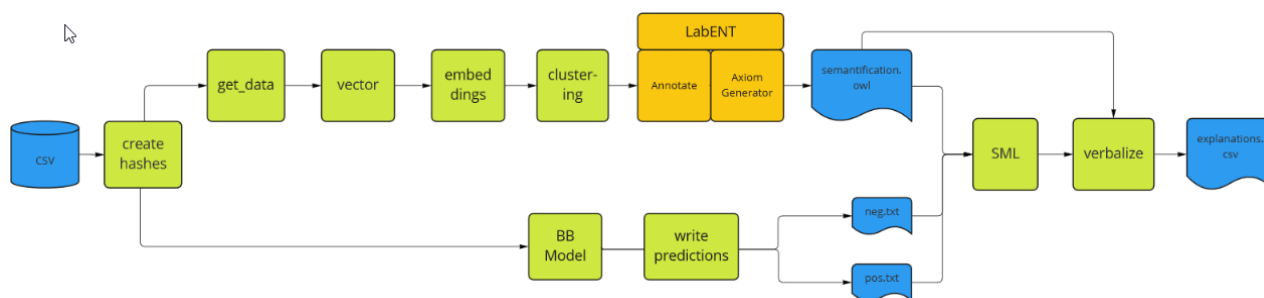 LabENT
get_data
vector
embed
dings
cluster-
ing
Annotate
Axiom
Generator
semantification.
owl
csv
create
hashes
SML
verbalize
explanations.
csv
neg.txt
BB
Model
write
predictions
pos.txt